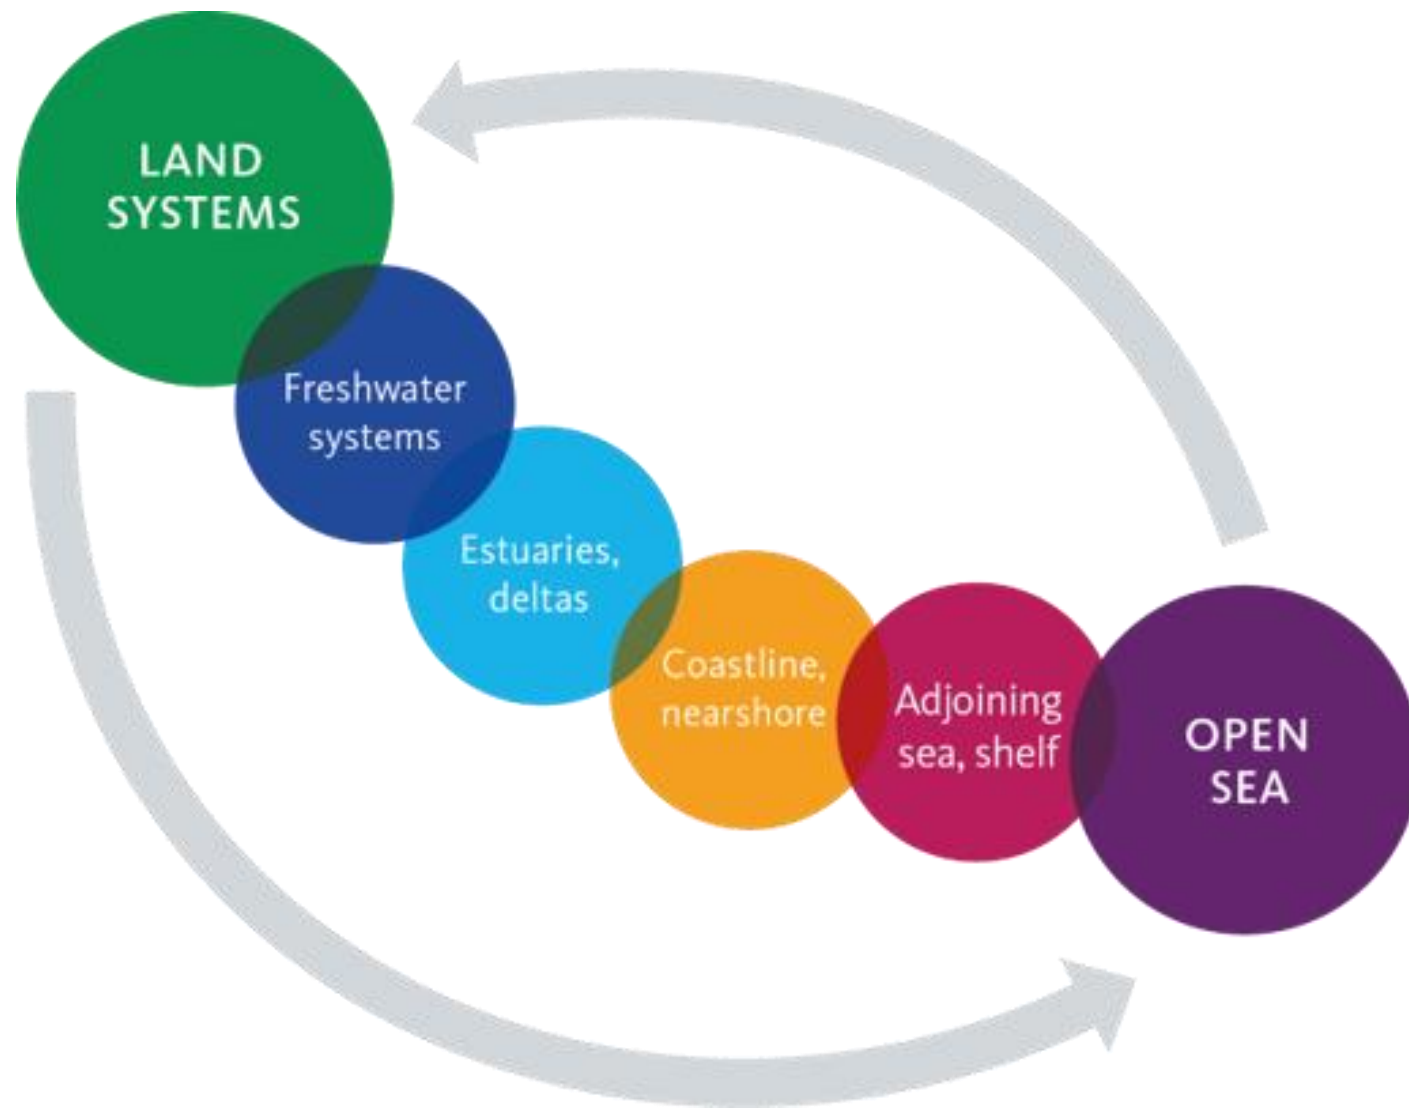 LAND
SYSTEMS
Freshwater
systems
Estuaries,
deltas
Coastline,
nearshore
Adjoining
sea, shelf
OPEN
SEA